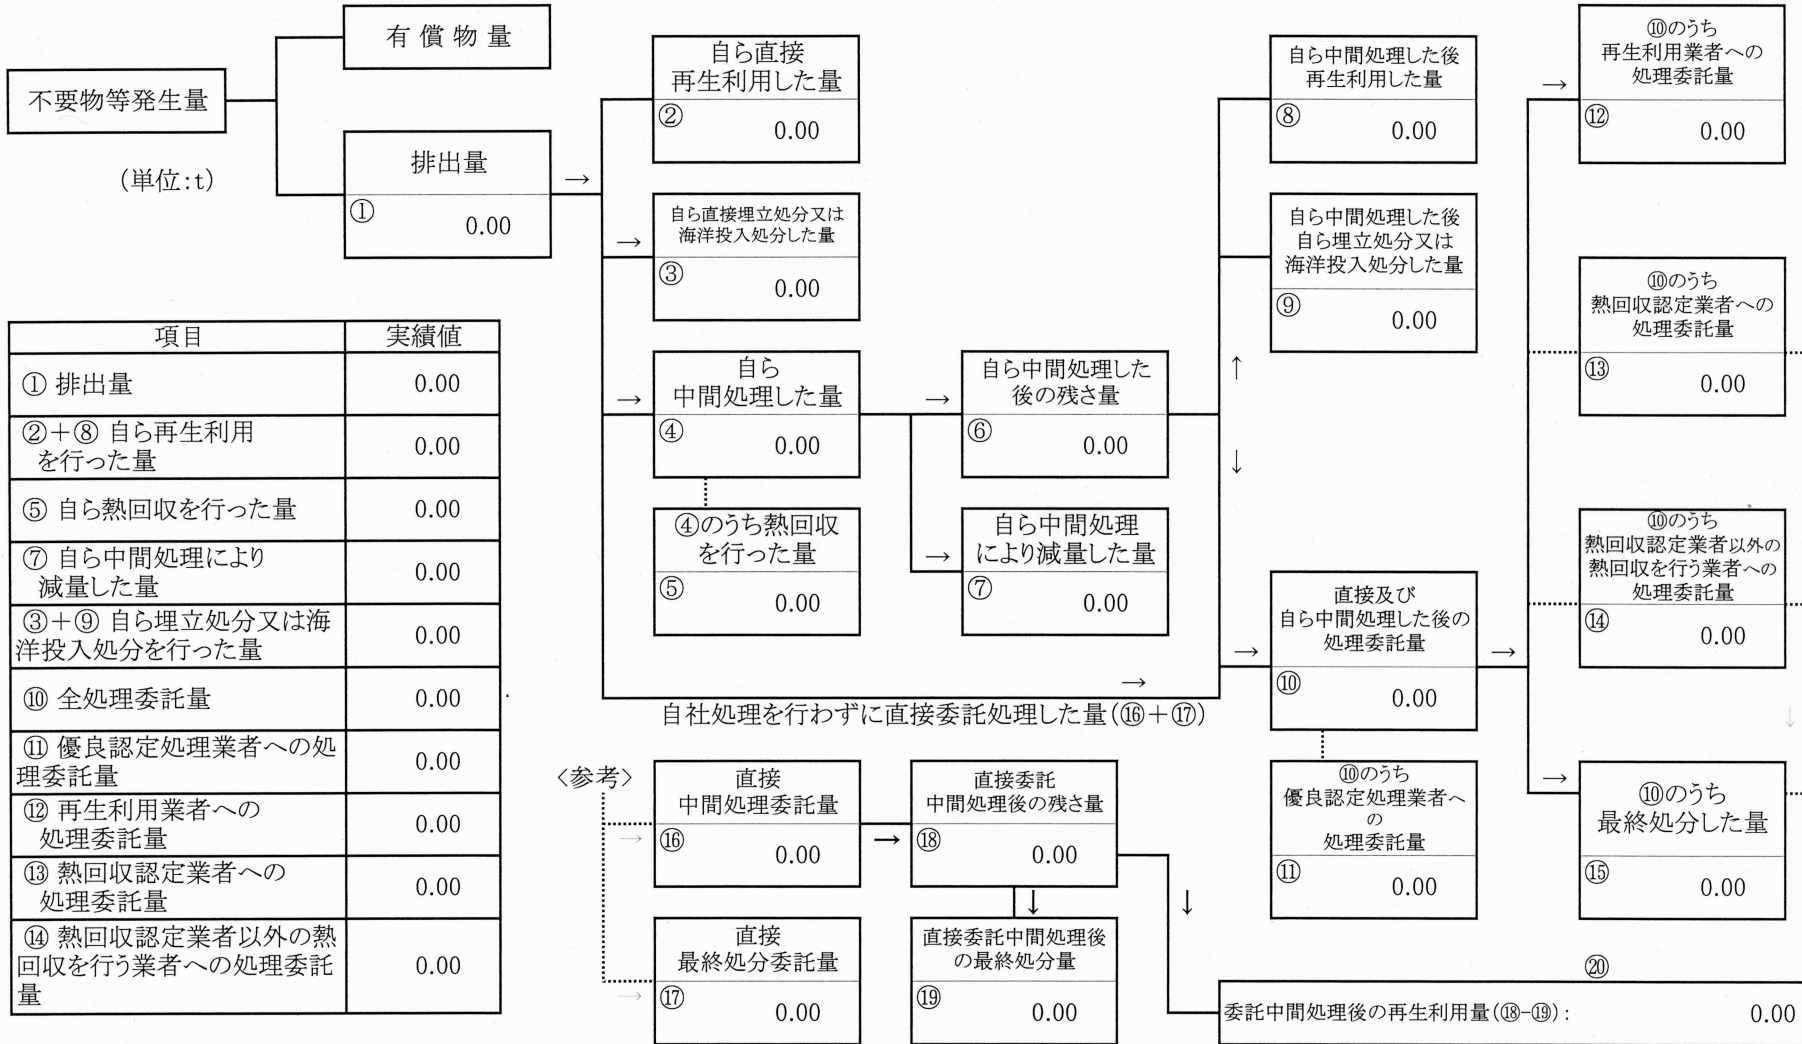 不要物等発生量
(単位:t)
有償物量
排出量
① 0.00
→
自ら直接
再生利用した量
② 0.00
→
自ら直接埋立処分又は
海洋投入処分した量
③ 0.00
→
自ら
中間処理した量
④ 0.00
④のうち熱回収
を行った量
⑤ 0.00
→
自ら中間処理した
後の残さ量
⑥ 0.00
→
自ら中間処理
により減量した量
⑦ 0.00
↑
↓
自ら中間処理した後
再生利用した量
⑧ 0.00
自ら中間処理した後
自ら埋立処分又は
海洋投入処分した量
⑨ 0.00
→
自社処理を行わずに直接委託処理した量(⑯+⑰)
→
直接及び
自ら中間処理した後の
処理委託量
⑩ 0.00
⑩のうち
優良認定処理業者へ
の
処理委託量
⑪ 0.00
→
→
⑩のうち
再生利用業者への
処理委託量
⑫ 0.00
⑩のうち
熱回収認定業者への
処理委託量
⑬ 0.00
⑩のうち
熱回収認定業者以外の
熱回収を行う業者への
処理委託量
⑭ 0.00
↓
→
⑩のうち
最終処分した量
⑮ 0.00
項目 実績値
① 排出量 0.00
②+⑧ 自ら再生利用
を行った量 0.00
⑤ 自ら熱回収を行った量 0.00
⑦ 自ら中間処理により
減量した量 0.00
③+⑨ 自ら埋立処分又は海
洋投入処分を行った量 0.00
⑩ 全処理委託量 0.00
⑪ 優良認定処理業者への処
理委託量 0.00
⑫ 再生利用業者への
処理委託量 0.00
⑬ 熱回収認定業者への
処理委託量 0.00
⑭ 熱回収認定業者以外の熱
回収を行う業者への処理委託
量 0.00
<参考>
→
直接
中間処理委託量
⑯ 0.00
→
直接
最終処分委託量
⑰ 0.00
→
直接委託
中間処理後の残さ量
⑱ 0.00
↓
直接委託中間処理後
の最終処分量
⑲ 0.00
↓
⑳
委託中間処理後の再生利用量(⑱-⑲): 0.00